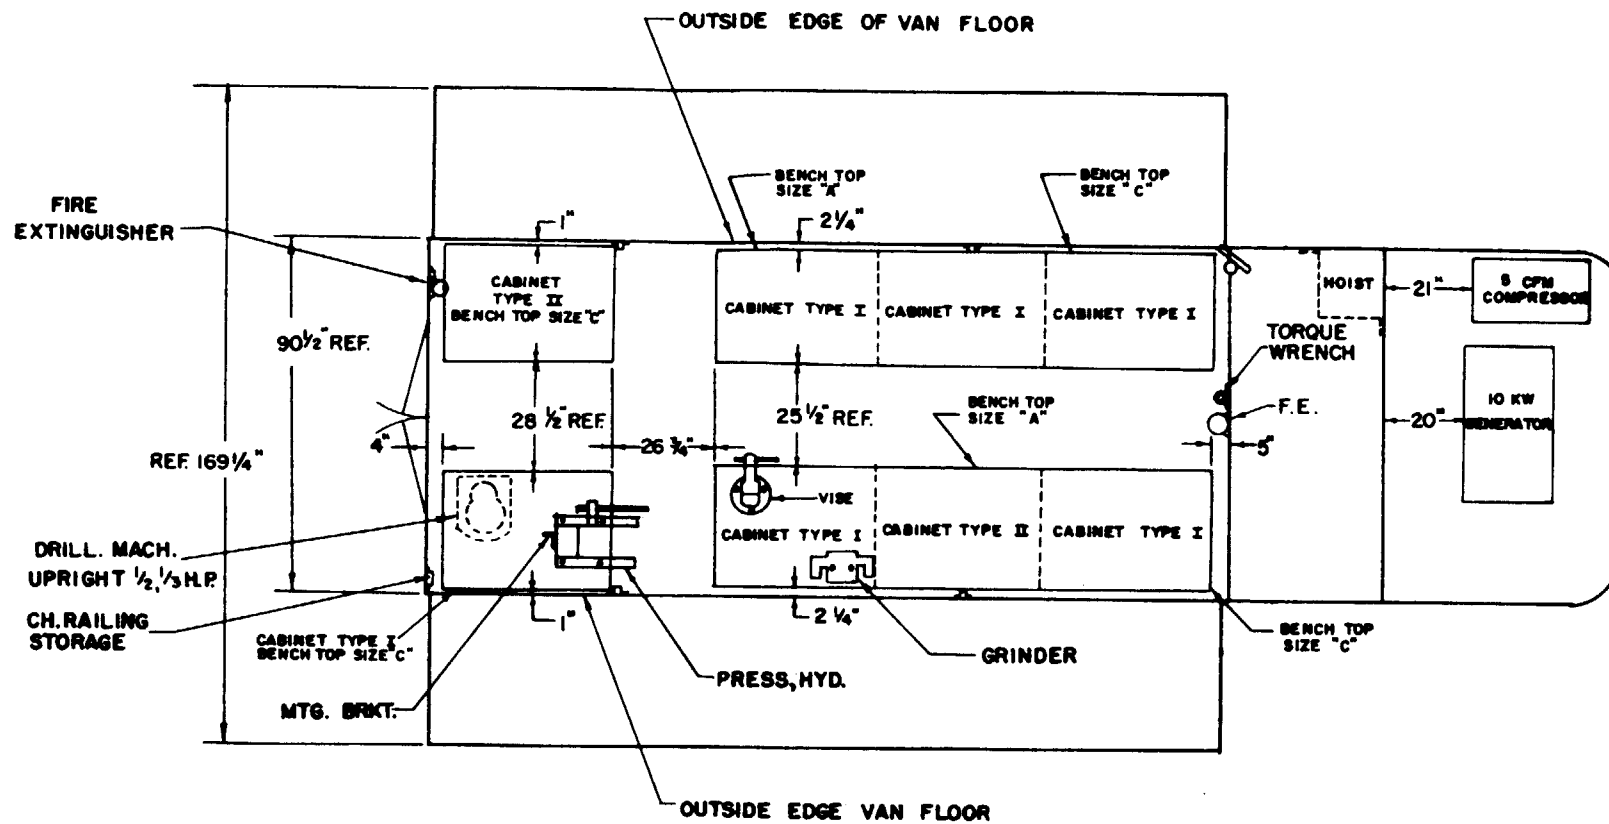 OUTSIDE EDGE OF VAN FLOOR
BENCH TOP
SIZE "A"
BENCH TOP
SIZE "C"
FIRE
EXTINGUISHER
1"
2 1/4"
CABINET
TYPE II
BENCH TOP SIZE "C"
CABINET TYPE I
CABINET TYPE I
CABINET TYPE I
HOIST
21"
5 CFM
COMPRESSOR
90 1/2" REF.
TORQUE
WRENCH
28 1/2" REF.
25 1/2" REF.
BENCH TOP
SIZE "A"
F.E.
10 KW
GENERATOR
20"
4"
26 3/4"
5"
REF. 169 1/4"
VISE
CABINET TYPE I
CABINET TYPE II
CABINET TYPE I
DRILL. MACH.
UPRIGHT 1/2, 1/3 H.P.
CH. RAILING
STORAGE
1"
2 1/4"
CABINET TYPE I
BENCH TOP SIZE "C"
BENCH TOP
SIZE "C"
GRINDER
PRESS, HYD.
MTG. BRKT.
OUTSIDE EDGE VAN FLOOR